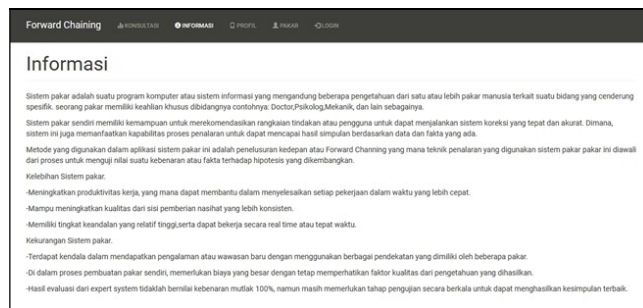 Forward Chaining KONSULTASI INFORMASI PROFIL PAKAR LOGIN
Informasi
Sistem pakar adalah suatu program komputer atau sistem informasi yang mengandung beberapa pengetahuan dari satu atau lebih pakar manusia terkait suatu bidang yang cenderung
spesifik. seorang pakar memiliki keahlian khusus dibidangnya contohnya: Doctor,Psikolog,Mekanik, dan lain sebagainya.
Sistem pakar sendiri memiliki kemampuan untuk merekomendasikan rangkaian tindakan atau pengguna untuk dapat menjalankan sistem koreksi yang tepat dan akurat. Dimana,
sistem ini juga memanfaatkan kapabilitas proses penalaran untuk dapat mencapai hasil simpulan berdasarkan data dan fakta yang ada.
Metode yang digunakan dalam aplikasi sistem pakar ini adalah penelusuran kedepan atau Forward Channing yang mana teknik penalaran yang digunakan sistem pakar pakar ini diawali
dari proses untuk menguji nilai suatu kebenaran atau fakta terhadap hipotesis yang dikembangkan.
Kelebihan Sistem pakar.
-Meningkatkan produktivitas kerja, yang mana dapat membantu dalam menyelesaikan setiap pekerjaan dalam waktu yang lebih cepat.
-Mampu meningkatkan kualitas dari sisi pemberian nasihat yang lebih konsisten.
-Memiliki tingkat keandalan yang relatif tinggi,serta dapat bekerja secara real time atau tepat waktu.
Kekurangan Sistem pakar.
-Terdapat kendala dalam mendapatkan pengalaman atau wawasan baru dengan menggunakan berbagai pendekatan yang dimiliki oleh beberapa pakar.
-Di dalam proses pembuatan pakar sendiri, memerlukan biaya yang besar dengan tetap memperhatikan faktor kualitas dari pengetahuan yang dihasilkan.
-Hasil evaluasi dari expert system tidaklah bernilai kebenaran mutlak 100%, namun masih memerlukan tahap pengujian secara berkala untuk dapat menghasilkan kesimpulan terbaik.